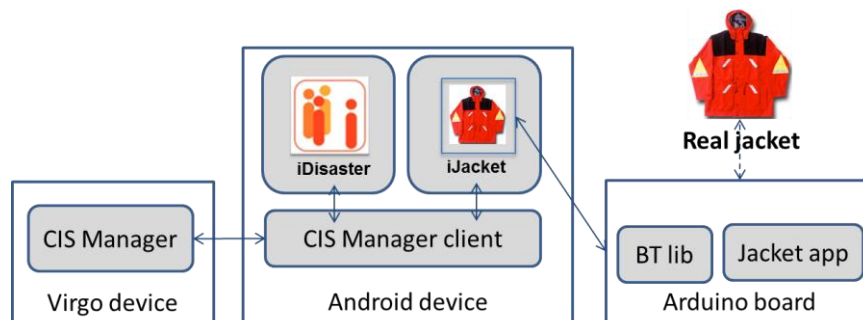 iDisaster
iJacket
Real jacket
CIS Manager
CIS Manager client
BT lib
Jacket app
Virgo device
Android device
Arduino board